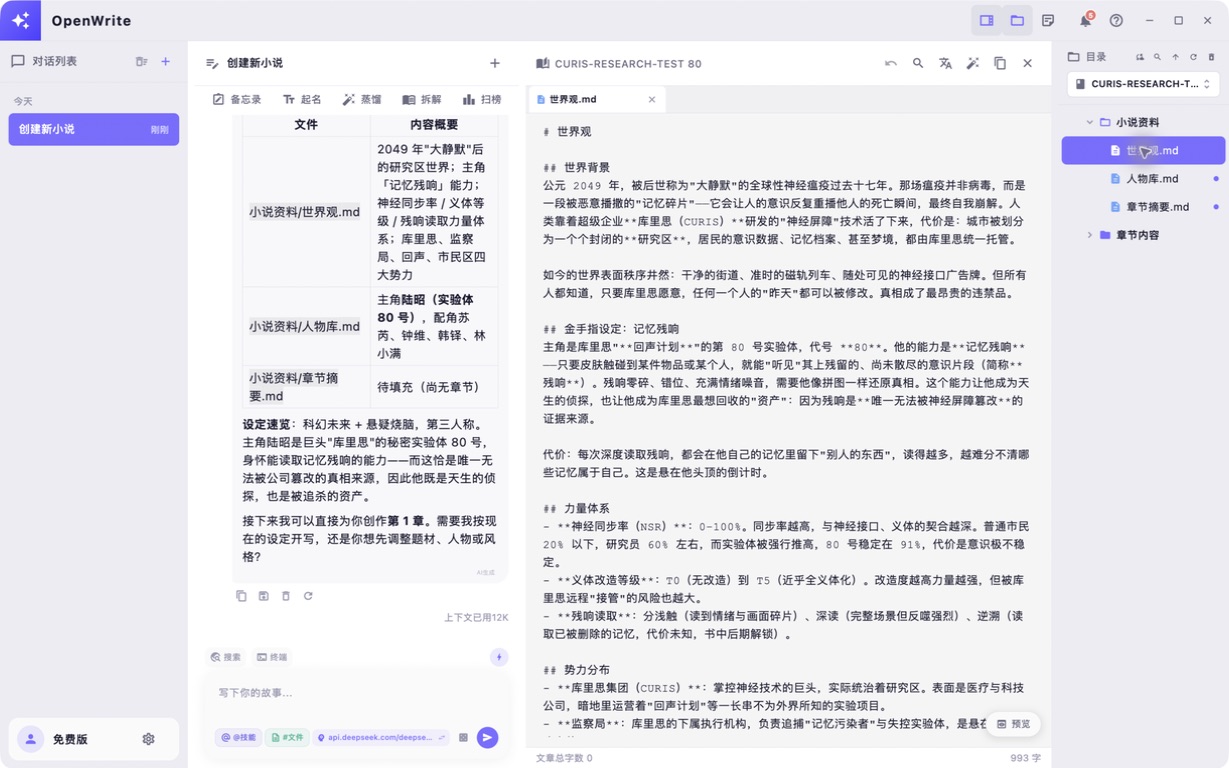 OpenWrite
6
对话列表
今天
创建新小说
刚刚
免费版
创建新小说
备忘录
起名
蒸馏
拆解
扫榜
文件
内容概要
小说资料/世界观.md
2049 年"大静默"后
的研究区世界；主角
「记忆残响」能力；
神经同步率 / 义体等
级 / 残响读取力量体
系；库里思、监察
局、回声、市民区四
大势力
小说资料/人物库.md
主角陆昭（实验体
80 号），配角苏
芮、钟维、韩铎、林
小满
小说资料/章节摘
要.md
待填充（尚无章节）
设定速览：科幻未来 + 悬疑烧脑，第三人称。
主角陆昭是巨头"库里思"的秘密实验体 80 号，
身怀能读取记忆残响的能力——而这恰是唯一无
法被公司篡改的真相来源，因此他既是天生的侦
探，也是被追杀的资产。
接下来我可以直接为你创作第 1 章。需要我按现
在的设定开写，还是你想先调整题材、人物或风
格？
AI生成
上下文已用12K
搜索
终端
写下你的故事...
@技能
#文件
api.deepseek.com/deepse...
CURIS-RESEARCH-TEST 80
世界观.md
# 世界观
## 世界背景
公元 2049 年，被后世称为"大静默"的全球性神经瘟疫过去十七年。那场瘟疫并非病毒，而是
一段被恶意播撒的"记忆碎片"——它会让人的意识反复重播他人的死亡瞬间，最终自我崩解。人
类靠着超级企业**库里思（CURIS）**研发的"神经屏障"技术活了下来，代价是：城市被划分
为一个个封闭的**研究区**，居民的意识数据、记忆档案、甚至梦境，都由库里思统一托管。
如今的世界表面秩序井然：干净的街道、准时的磁轨列车、随处可见的神经接口广告牌。但所有
人都知道，只要库里思愿意，任何一个人的"昨天"都可以被修改。真相成了最昂贵的违禁品。
## 金手指设定：记忆残响
主角是库里思"**回声计划**"的第 80 号实验体，代号 **80**。他的能力是**记忆残响**
——只要皮肤触碰到某件物品或某个人，就能"听见"其上残留的、尚未散尽的意识片段（简称**
残响**）。残响零碎、错位、充满情绪噪音，需要他像拼图一样还原真相。这个能力让他成为天
生的侦探，也让他成为库里思最想回收的"资产"：因为残响是**唯一无法被神经屏障篡改**的
证据来源。
代价：每次深度读取残响，都会在他自己的记忆里留下"别人的东西"，读得越多，越难分不清哪
些记忆属于自己。这是悬在他头顶的倒计时。
## 力量体系
- **神经同步率（NSR）**：0-100%。同步率越高，与神经接口、义体的契合越深。普通市民
20% 以下，研究员 60% 左右，而实验体被强行推高，80 号稳定在 91%，代价是意识极不稳
定。
- **义体改造等级**：T0（无改造）到 T5（近乎全义体化）。改造度越高力量越强，但被库
里思远程"接管"的风险也越大。
- **残响读取**：分浅触（读到情绪与画面碎片）、深读（完整场景但反噬强烈）、逆溯（读
取已被删除的记忆，代价未知，书中后期解锁）。
## 势力分布
- **库里思集团（CURIS）**：掌控神经技术的巨头，实际统治着研究区。表面是医疗与科技
公司，暗地里运营着"回声计划"等一长串不为外界所知的实验项目。
- **监察局**：库里思的下属执行机构，负责追捕"记忆污染者"与失控实验体，是悬在
预览
文章总字数 0
993 字
目录
CURIS-RESEARCH-T...
小说资料
世界观.md
人物库.md
章节摘要.md
章节内容